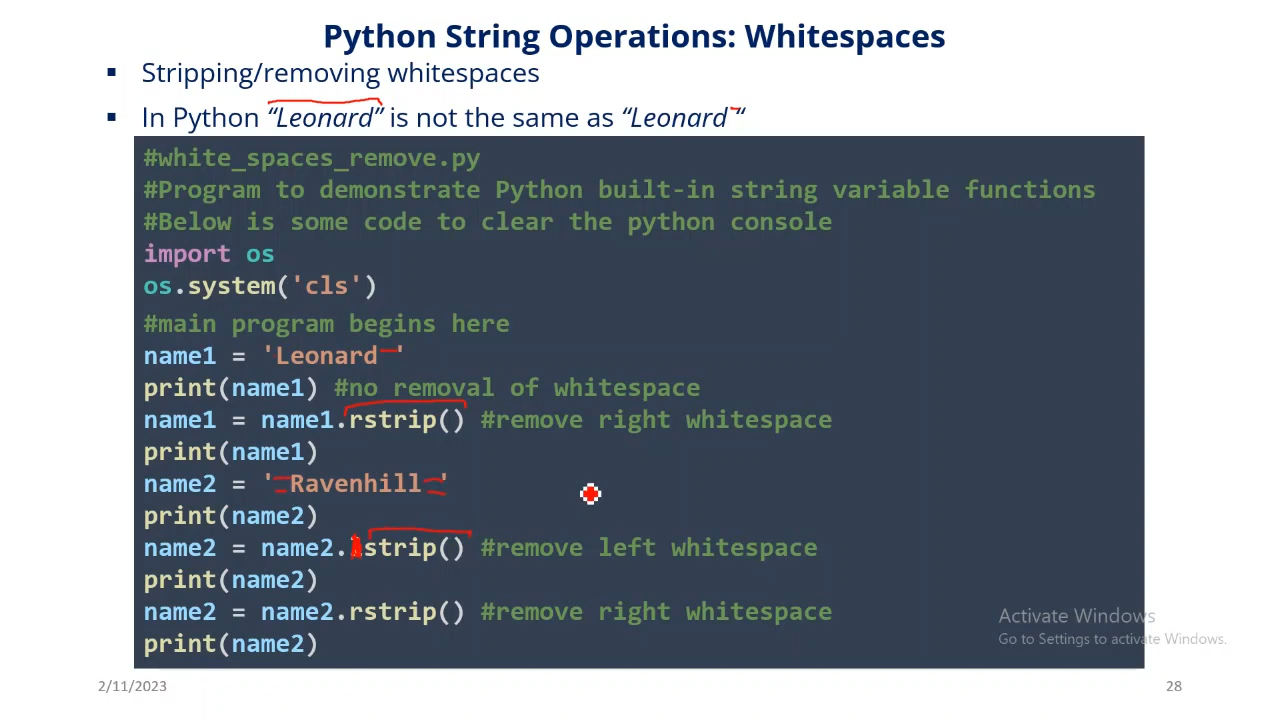 Python String Operations: Whitespaces
▪ Stripping/removing whitespaces
▪ In Python “Leonard” is not the same as “Leonard “
#white_spaces_remove.py
#Program to demonstrate Python built-in string variable functions
#Below is some code to clear the python console
import os
os.system('cls')
#main program begins here
name1 = 'Leonard '
print(name1) #no removal of whitespace
name1 = name1.rstrip() #remove right whitespace
print(name1)
name2 = ' Ravenhill '
print(name2)
name2 = name2. strip() #remove left whitespace
print(name2)
name2 = name2.rstrip() #remove right whitespace
print(name2)
Activate Windows
Go to Settings to activate Windows.
2/11/2023
28